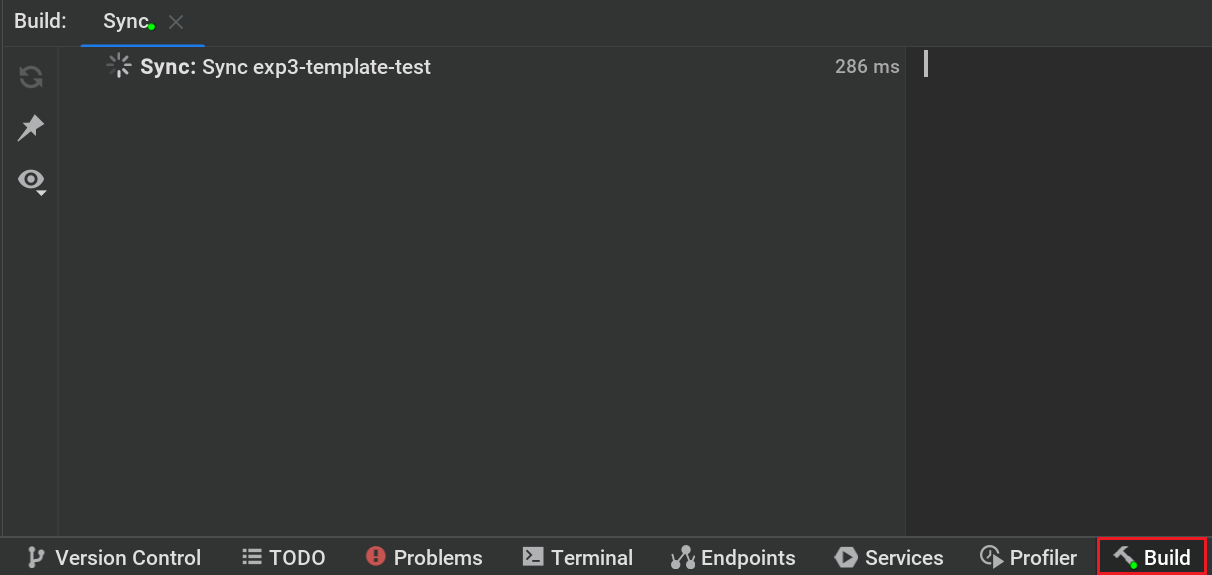 Build: Sync
Sync: Sync exp3-template-test 286 ms
Version Control TODO Problems Terminal Endpoints Services Profiler Build